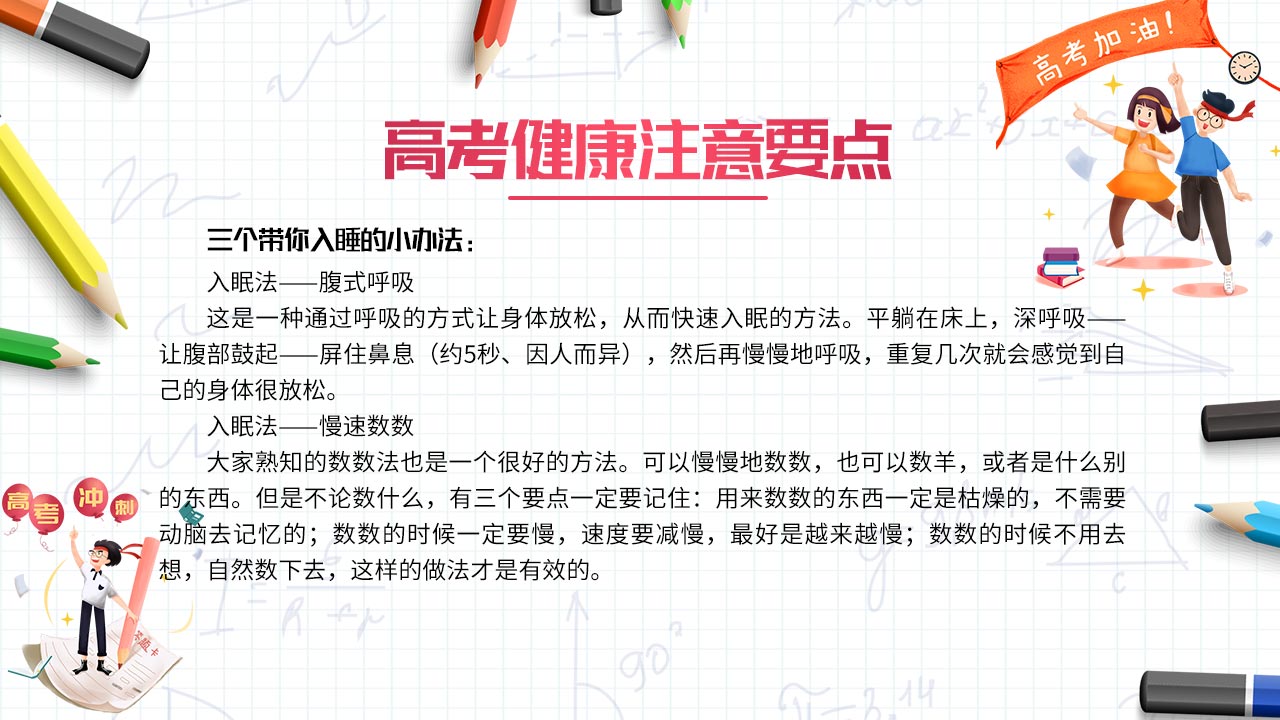 高考加油！
高考健康注意要点
三个带你入睡的小办法：
入眠法——腹式呼吸
这是一种通过呼吸的方式让身体放松，从而快速入眠的方法。平躺在床上，深呼吸——
让腹部鼓起——屏住鼻息（约5秒、因人而异），然后再慢慢地呼吸，重复几次就会感觉到自
己的身体很放松。
入眠法——慢速数数
大家熟知的数数法也是一个很好的方法。可以慢慢地数数，也可以数羊，或者是什么别
的东西。但是不论数什么，有三个要点一定要记住：用来数数的东西一定是枯燥的，不需要
动脑去记忆的；数数的时候一定要慢，速度要减慢，最好是越来越慢；数数的时候不用去
想，自然数下去，这样的做法才是有效的。
高考冲刺
答题卡
90°
π=3.14